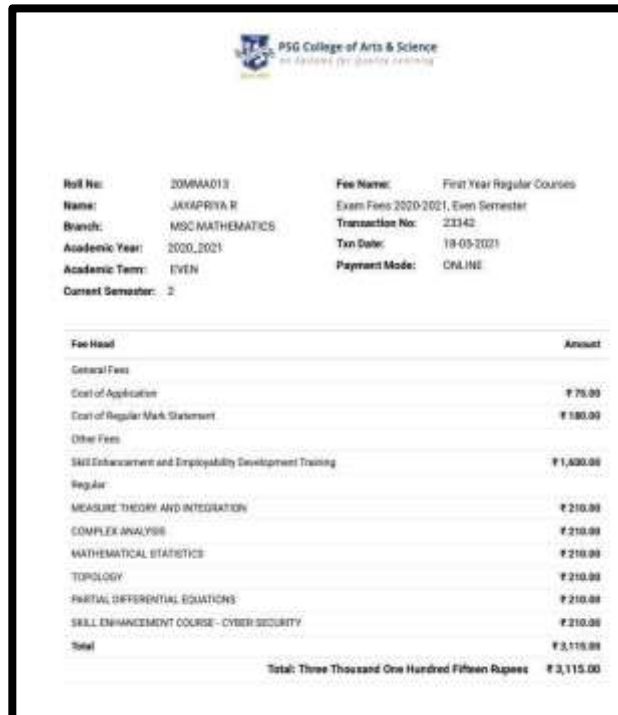 PSG College of Arts & Science
for Quality Learning
Roll No: 20MMA013
Name: JAYAPRIYA R
Branch: MSC MATHEMATICS
Academic Year: 2020_2021
Academic Term: EVEN
Current Semester: 2
Fee Name: First Year Regular Courses
Exam Fees 2020-2021, Even Semester
Transaction No: 23342
Txn Date: 18-05-2021
Payment Mode: ONLINE
Fee Head Amount
General Fees
Cost of Application ₹ 75.00
Cost of Regular Mark Statement ₹ 180.00
Other Fees
Skill Enhancement and Employability Development Training ₹ 1,600.00
Regular
MEASURE THEORY AND INTEGRATION ₹ 210.00
COMPLEX ANALYSIS ₹ 210.00
MATHEMATICAL STATISTICS ₹ 210.00
TOPOLOGY ₹ 210.00
PARTIAL DIFFERENTIAL EQUATIONS ₹ 210.00
SKILL ENHANCEMENT COURSE - CYBER SECURITY ₹ 210.00
Total ₹ 3,115.00
Total: Three Thousand One Hundred Fifteen Rupees ₹ 3,115.00